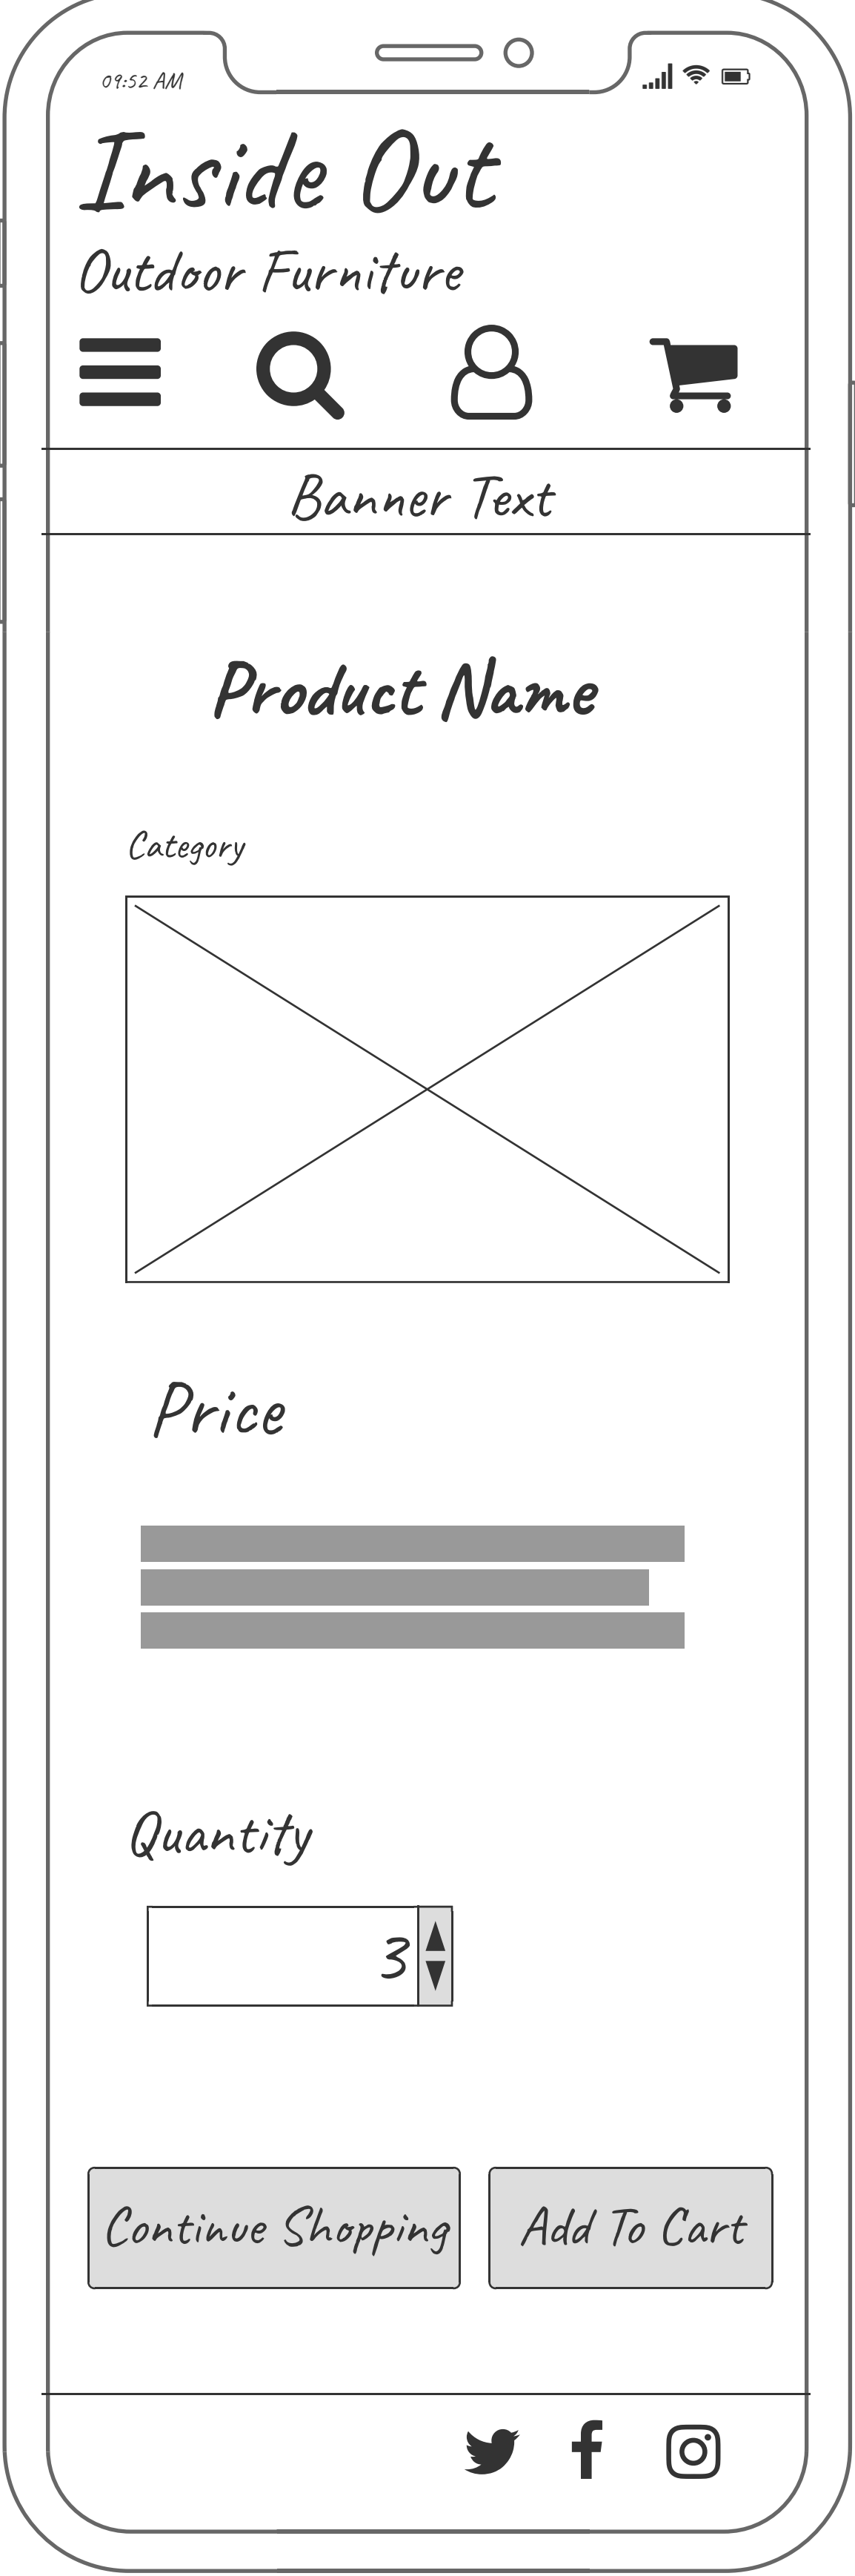 09:52 AM
Inside Out
Outdoor Furniture
Banner Text
Product Name
Category
Price
Quantity
3
Continue Shopping
Add To Cart